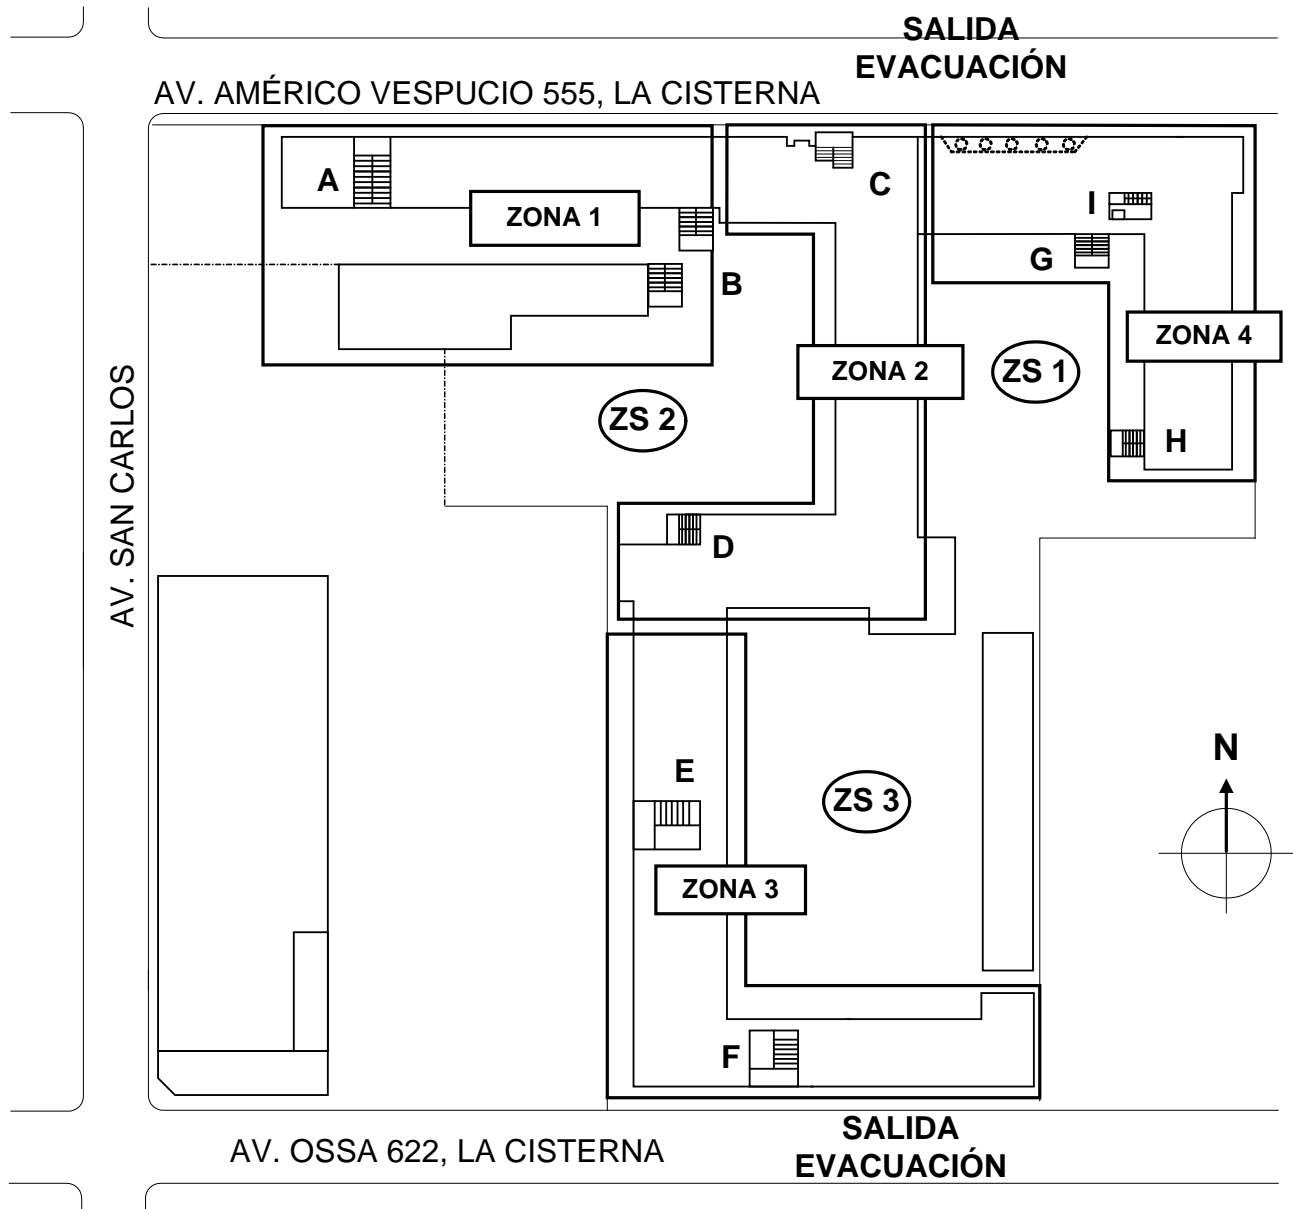 SALIDA
EVACUACIÓN
AV. AMÉRICO VESPUCIO 555, LA CISTERNA
A
C
ZONA 1
I
G
B
ZONA 4
ZONA 2
ZS 1
ZS 2
H
AV. SAN CARLOS
D
N
E
ZS 3
ZONA 3
F
SALIDA
EVACUACIÓN
AV. OSSA 622, LA CISTERNA